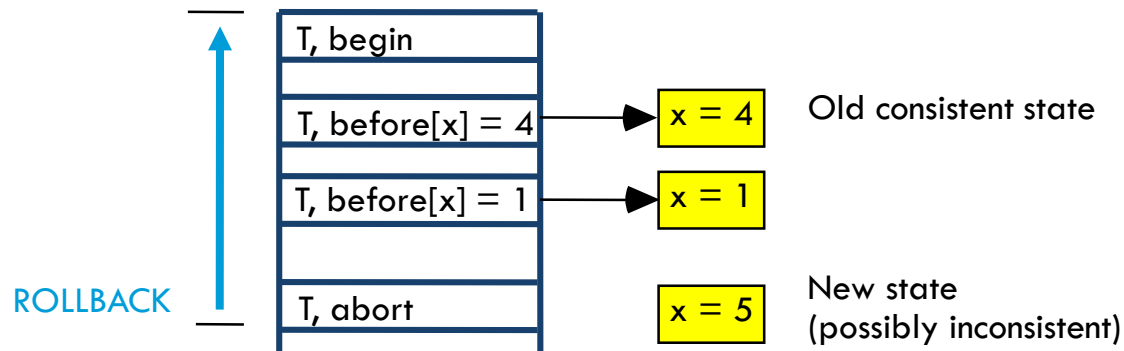 T, begin
T, before[x] = 4
x = 4
Old consistent state
T, before[x] = 1
x = 1
ROLLBACK
T, abort
x = 5
New state
(possibly inconsistent)